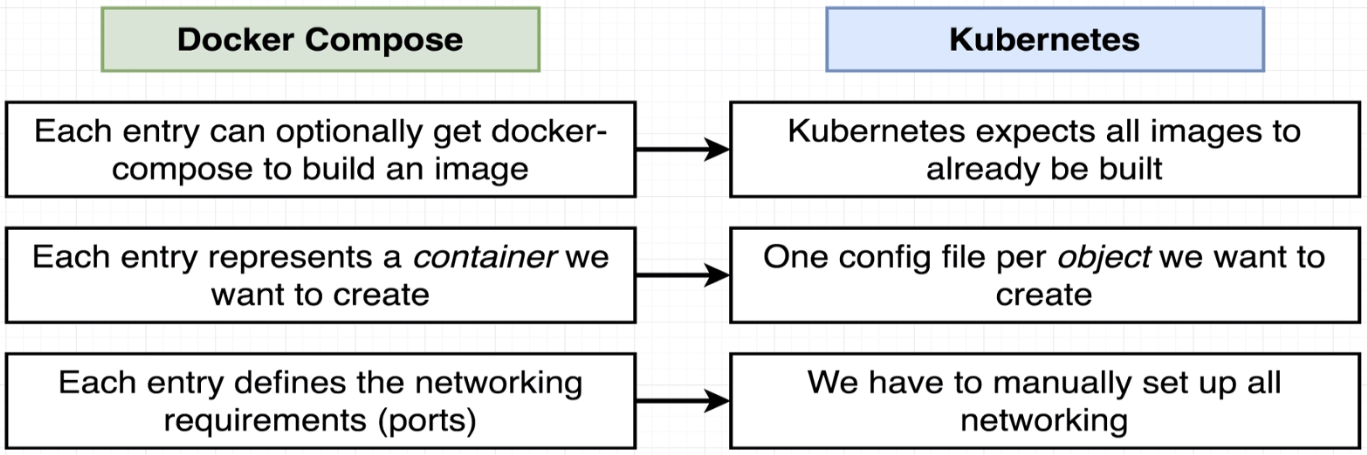 Docker Compose
Kubernetes
Each entry can optionally get docker-
compose to build an image
Kubernetes expects all images to
already be built
Each entry represents a container we
want to create
One config file per object we want to
create
Each entry defines the networking
requirements (ports)
We have to manually set up all
networking